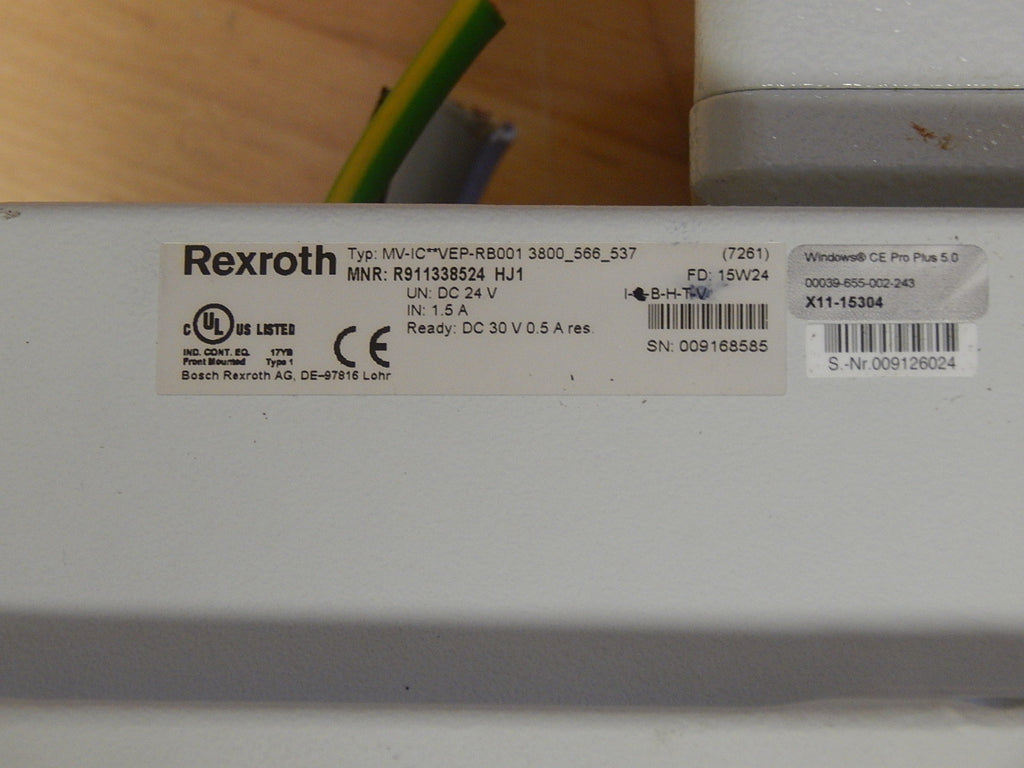 Rexroth
Typ: MV-IC**VEP-RB001 3800_566_537 (7261)
MNR: R911338524 HJ1 FD: 15W24
UN: DC 24 V
IN: 1.5 A
Ready: DC 30 V 0.5 A res.
-B-H-T-V
SN: 009168585
C UL US LISTED
IND. CONT. EQ. 17YB
Front Mounted Type 1
CE
Bosch Rexroth AG, DE-97816 Lohr
Windows® CE Pro Plus 5.0
00039-655-002-243
X11-15304
S.-Nr.009126024